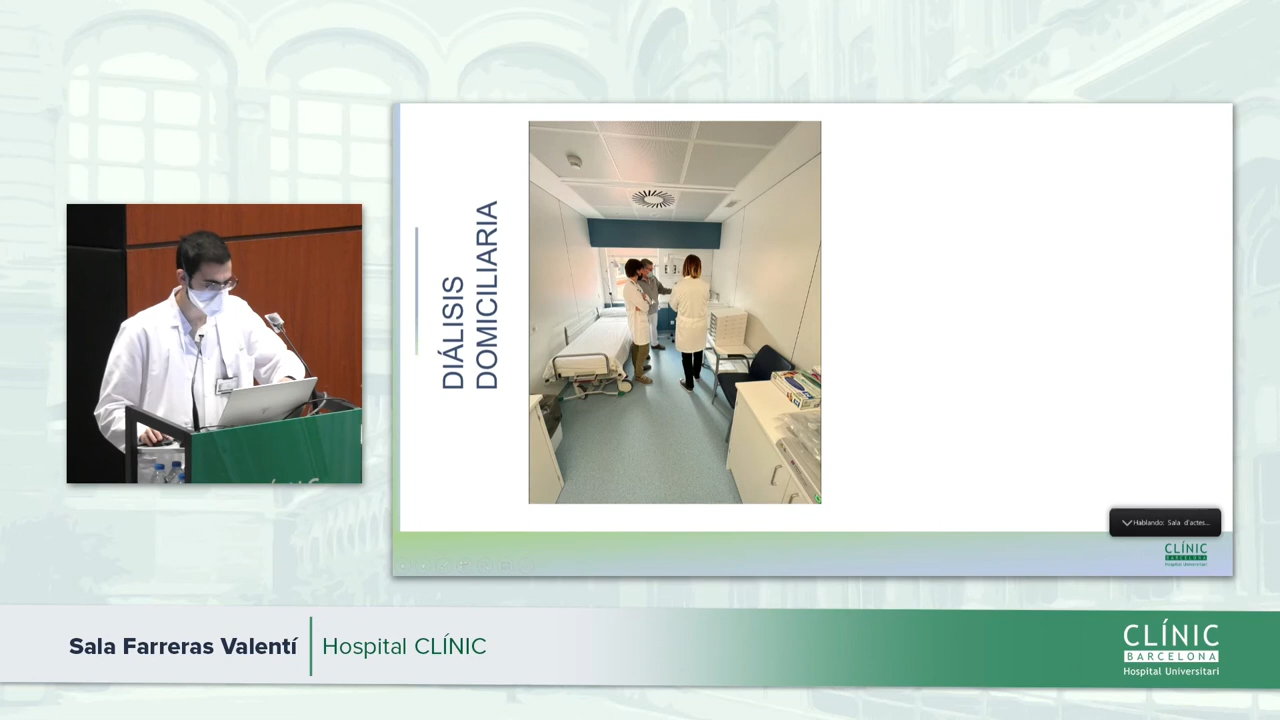 DIÁLISIS
DOMICILIARIA
Hablando: Sala d'actes...
CLÍNIC
BARCELONA
Hospital Universitari
Sala Farreras Valentí
Hospital CLÍNIC
CLÍNIC
BARCELONA
Hospital Universitari